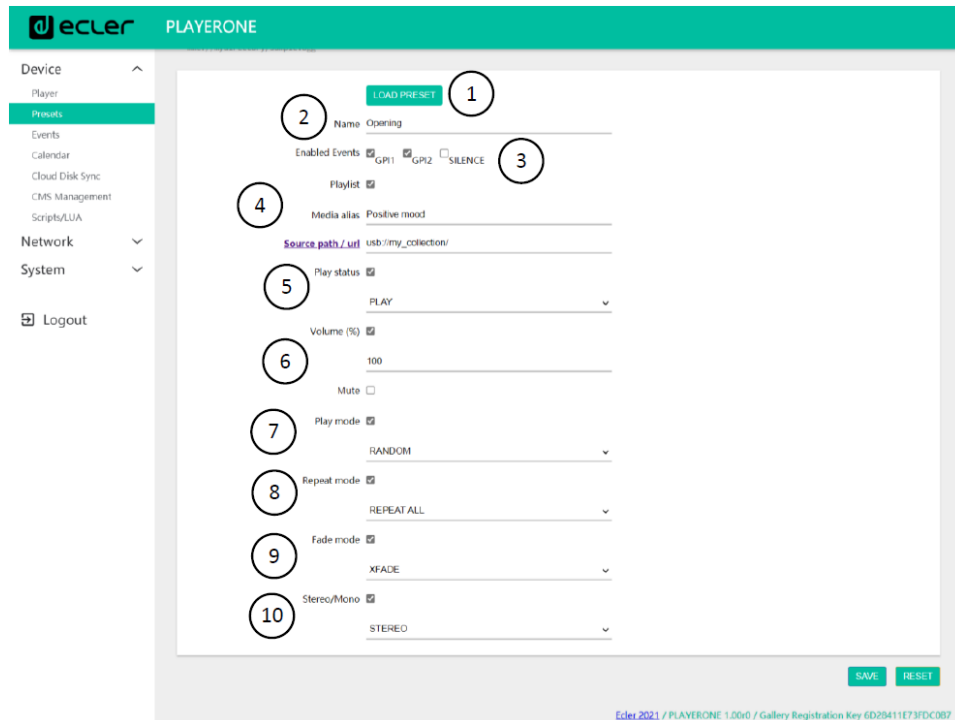 ecler
PLAYERONE
Device
Player
Presets
Events
Calendar
Cloud Disk Sync
CMS Management
Scripts/LUA
Network
System
Logout
LOAD PRESET
1
2
Name Opening
Enabled Events GPI1 GPI2 SILENCE
3
Playlist
4
Media alias Positive mood
Source path / url usb://my_collection/
Play status
5
PLAY
Volume (%)
6
100
Mute
Play mode
7
RANDOM
Repeat mode
8
REPEAT ALL
Fade mode
9
XFADE
Stereo/Mono
10
STEREO
SAVE RESET
Ecler 2021 / PLAYERONE 1.00r0 / Gallery Registration Key 6D28411E73FDC087